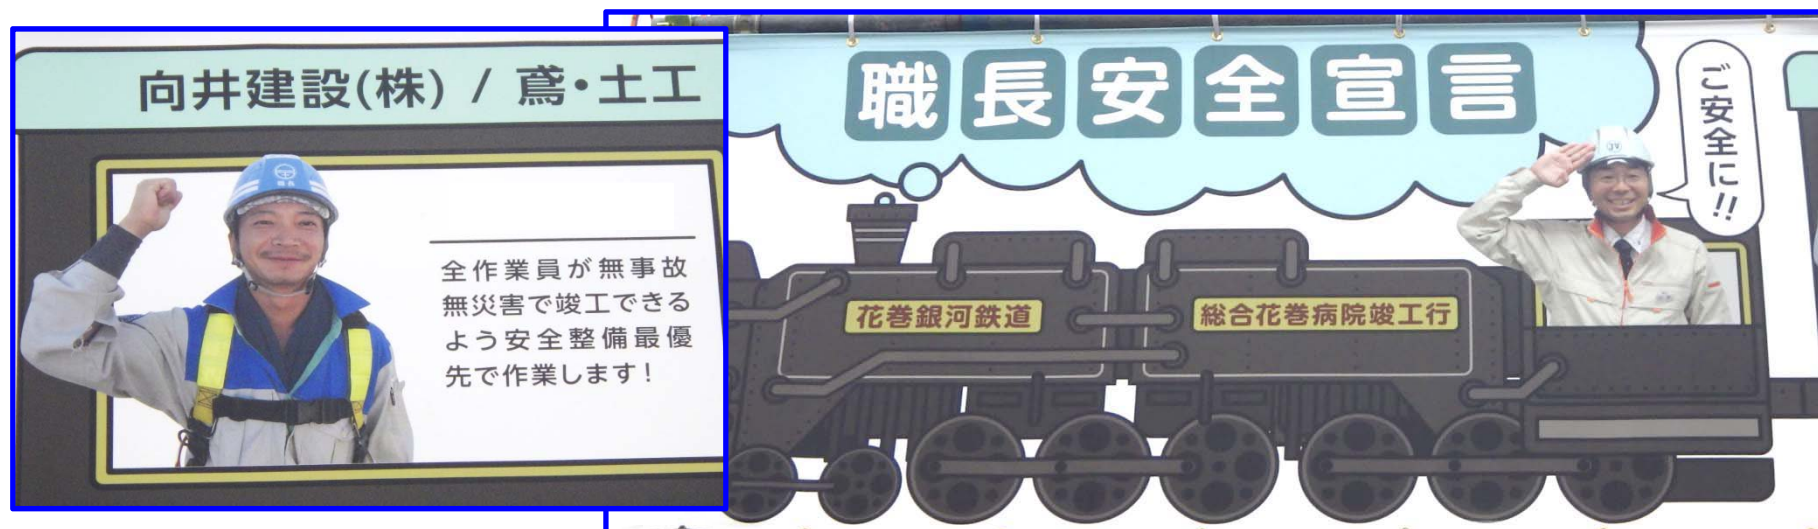 向井建設(株) / 鳶・土工
職長
全作業員が無事故
無災害で竣工できる
よう安全整備最優
先で作業します！
職長安全宣言
ご安全に!!
JV
花巻銀河鉄道
総合花巻病院竣工行